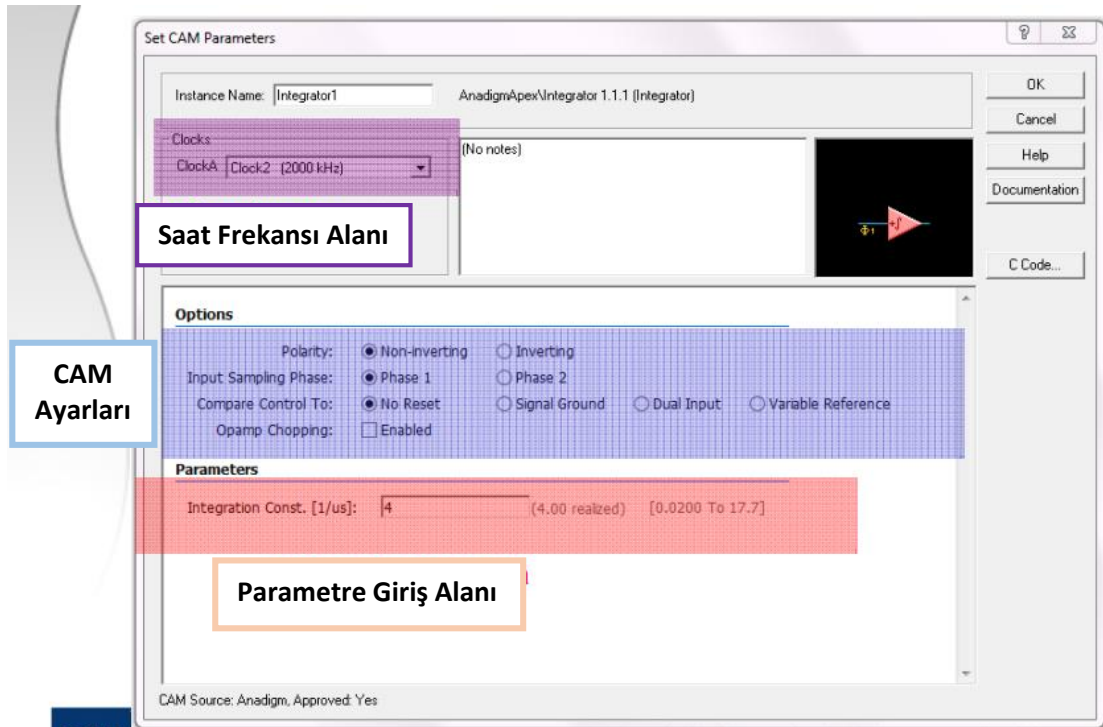 Set CAM Parameters
Instance Name: Integrator1 AnadigmApex\Integrator 1.1.1 (Integrator)
OK
Cancel
Help
Documentation
C Code...
Clocks
ClockA Clock2 (2000 kHz)
(No notes)
Φ1 +∫
Saat Frekansı Alanı
Options
Polarity: Non-inverting Inverting
Input Sampling Phase: Phase 1 Phase 2
Compare Control To: No Reset Signal Ground Dual Input Variable Reference
Opamp Chopping: Enabled
CAM
Ayarları
Parameters
Integration Const. [1/us]: 4 (4.00 realized) [0.0200 To 17.7]
Parametre Giriş Alanı
CAM Source: Anadigm, Approved: Yes